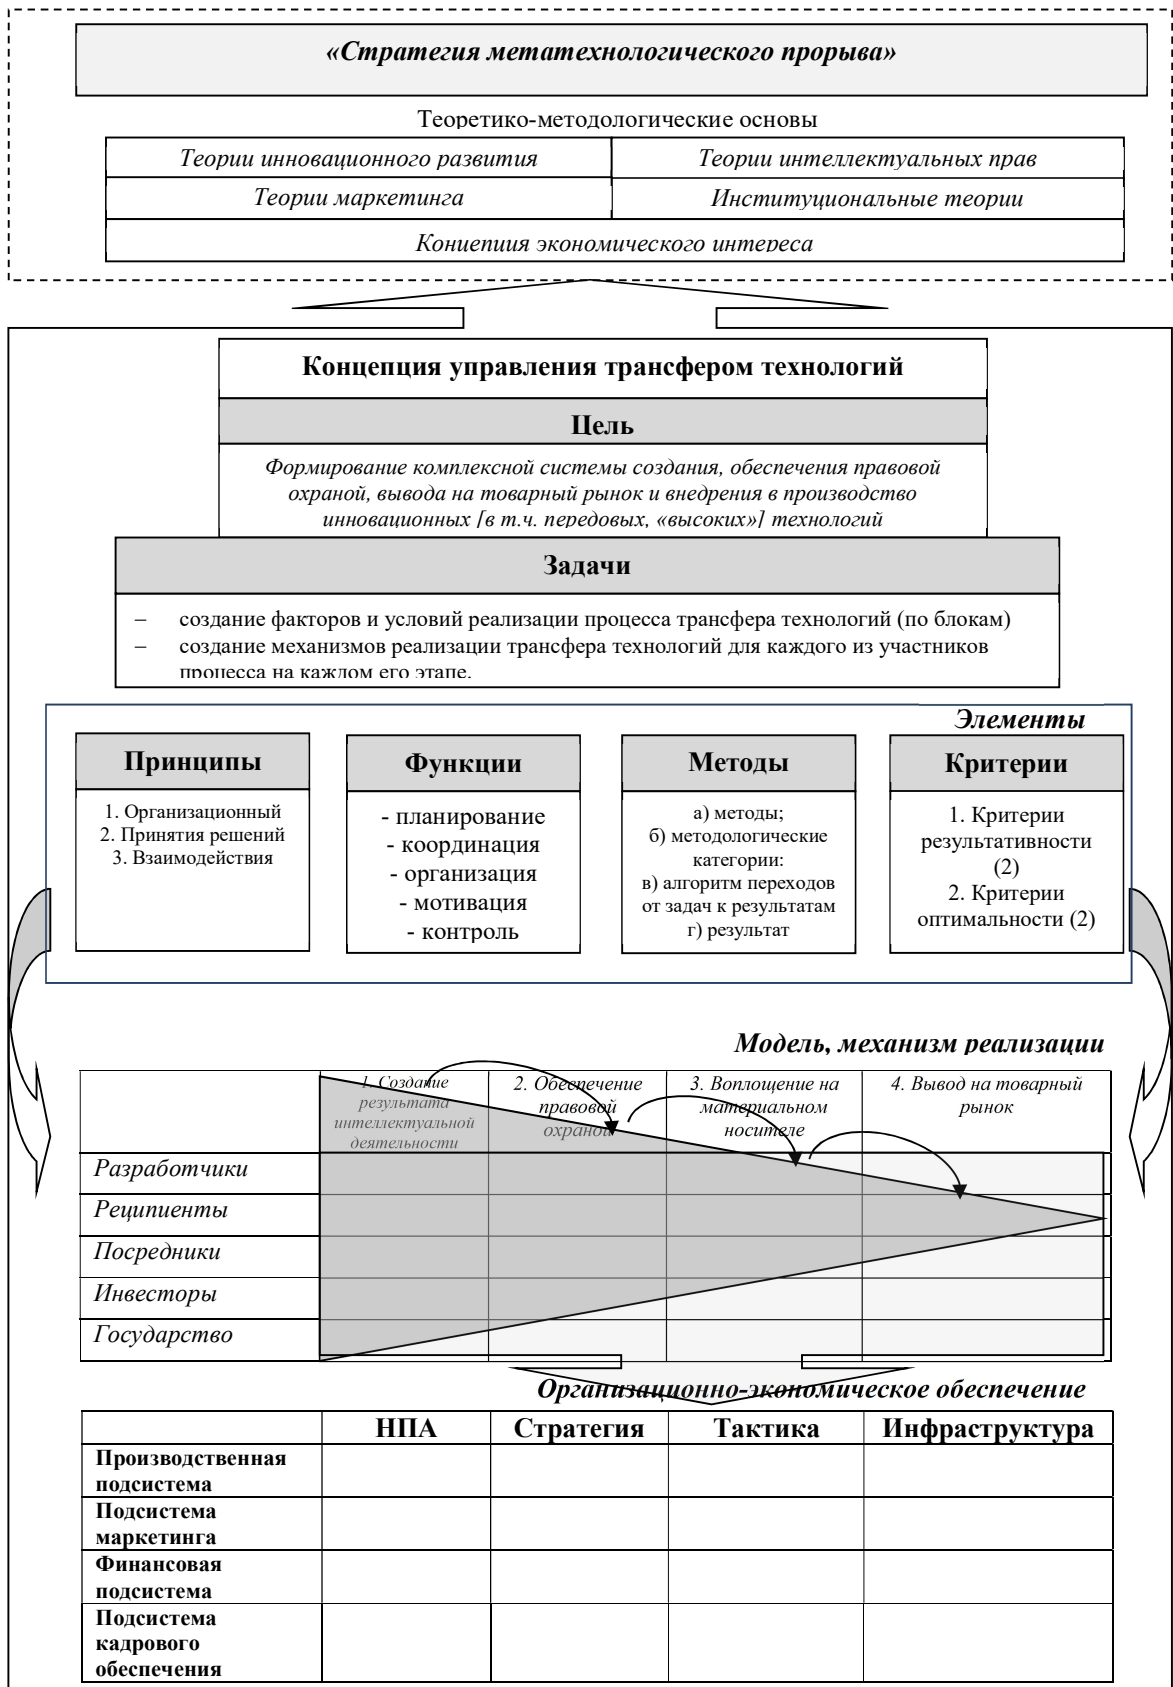 «Стратегия метатехнологического прорыва»
Теоретико-методологические основы
Теории инновационного развития
Теории интеллектуальных прав
Теории маркетинга
Институциональные теории
Концепция экономического интереса
Концепция управления трансфером технологий
Цель
Формирование комплексной системы создания, обеспечения правовой
охраной, вывода на товарный рынок и внедрения в производство
инновационных [в т.ч. передовых, «высоких»] технологий
Задачи
– создание факторов и условий реализации процесса трансфера технологий (по блокам)
– создание механизмов реализации трансфера технологий для каждого из участников
процесса на каждом его этапе.
Элементы
Принципы
1. Организационный
2. Принятия решений
3. Взаимодействия
Функции
- планирование
- координация
- организация
- мотивация
- контроль
Методы
а) методы;
б) методологические
категории:
в) алгоритм переходов
от задач к результатам
г) результат
Критерии
1. Критерии
результативности
(2)
2. Критерии
оптимальности (2)
Модель, механизм реализации
1. Создание
результата
интеллектуальной
деятельности
2. Обеспечение
правовой
охраной
3. Воплощение на
материальном
носителе
4. Вывод на товарный
рынок
Разработчики
Реципиенты
Посредники
Инвесторы
Государство
Организационно-экономическое обеспечение
НПА
Стратегия
Тактика
Инфраструктура
Производственная
подсистема
Подсистема
маркетинга
Финансовая
подсистема
Подсистема
кадрового
обеспечения